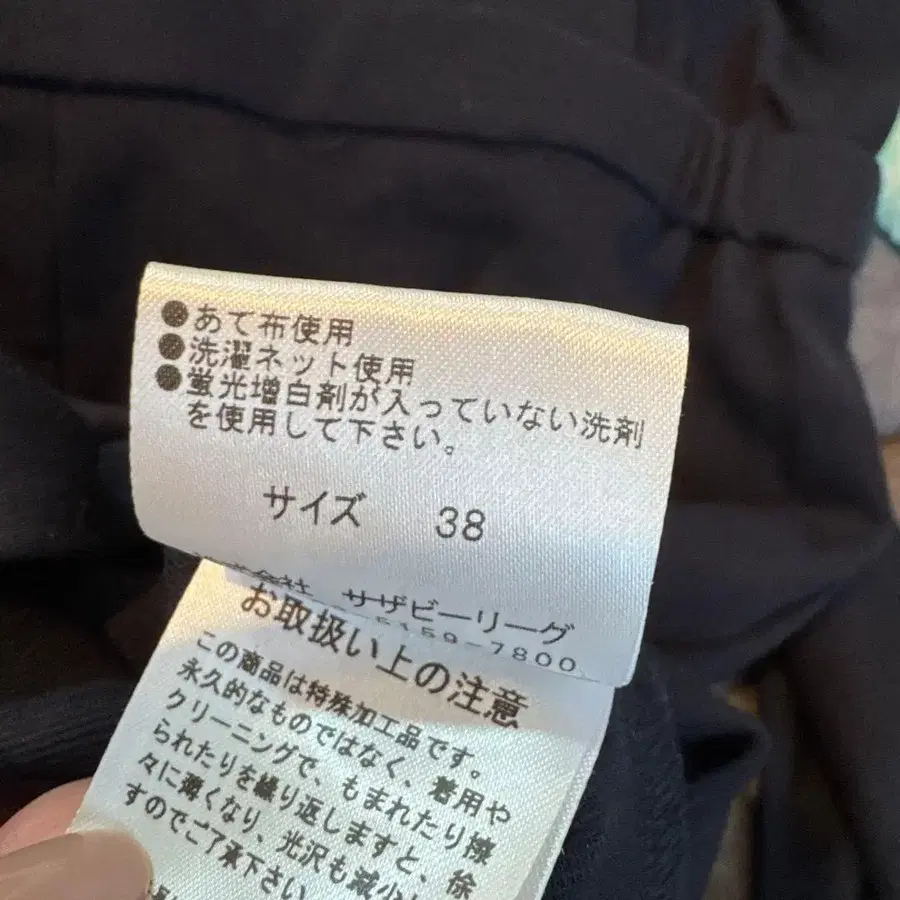 ●あて布使用
●洗濯ネット使用
●蛍光増白剤が入っていない洗剤
を使用して下さい。
サイズ 38
会社 サザビーリーグ
5159-7800
お取扱い上の注意
この商品は特殊加工品です。
永久的なものではなく、着用や
クリーニングで、もまれたり擦
られたりを繰り返しますと、徐
々に薄くなり、光沢も減少
すのでご了承下さい